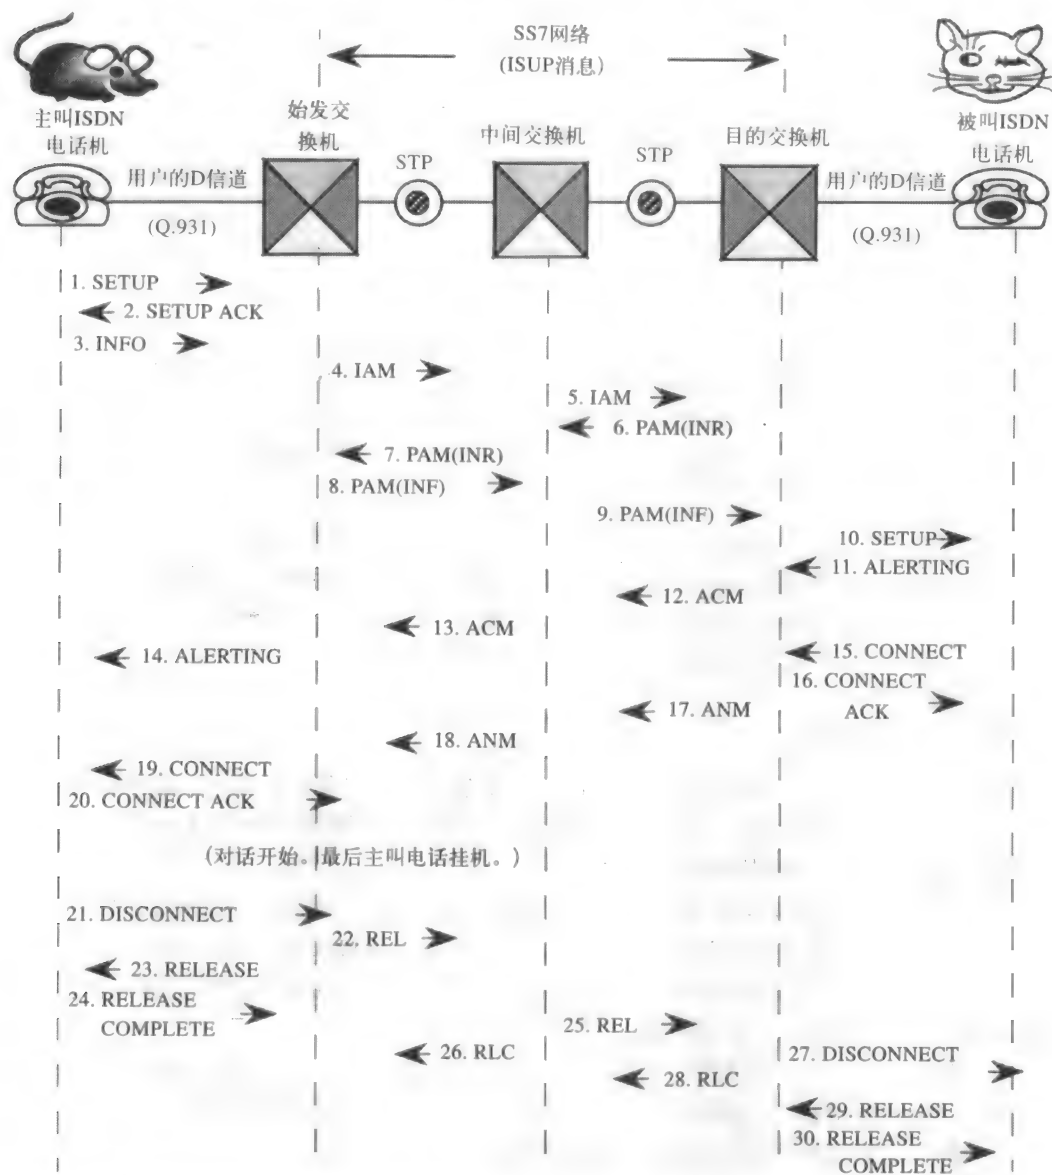 SS7网络
(ISUP消息)
主叫ISDN
电话机
始发交
换机
STP
中间交换机
STP
目的交换机
被叫ISDN
电话机
用户的D信道
(Q.931)
用户的D信道
(Q.931)
1. SETUP
2. SETUP ACK
3. INFO
4. IAM
5. IAM
6. PAM(INR)
7. PAM(INR)
8. PAM(INF)
9. PAM(INF)
10. SETUP
11. ALERTING
12. ACM
13. ACM
14. ALERTING
15. CONNECT
16. CONNECT
ACK
17. ANM
18. ANM
19. CONNECT
20. CONNECT ACK
(对话开始。最后主叫电话挂机。)
21. DISCONNECT
22. REL
23. RELEASE
24. RELEASE
COMPLETE
25. REL
26. RLC
27. DISCONNECT
28. RLC
29. RELEASE
30. RELEASE
COMPLETE